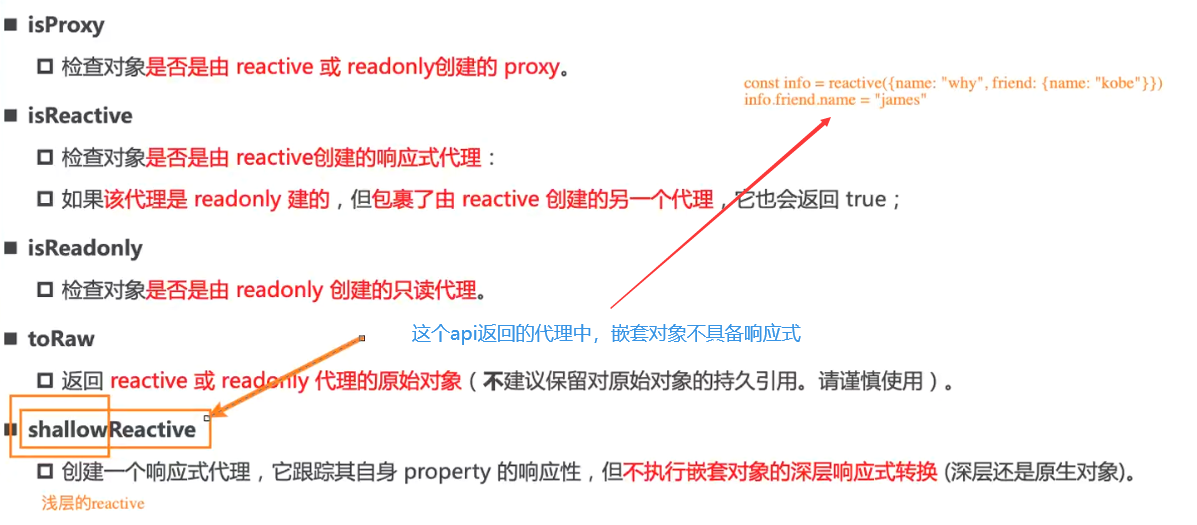 isProxy
检查对象是否是由 reactive 或 readonly创建的 proxy。
const info = reactive({name: "why", friend: {name: "kobe"}})
info.friend.name = "james"
isReactive
检查对象是否是由 reactive创建的响应式代理：
如果该代理是 readonly 建的，但包裹了由 reactive 创建的另一个代理，它也会返回 true；
isReadonly
检查对象是否是由 readonly 创建的只读代理。
这个api返回的代理中，嵌套对象不具备响应式
toRaw
返回 reactive 或 readonly 代理的原始对象（不建议保留对原始对象的持久引用。请谨慎使用）。
shallowReactive
创建一个响应式代理，它跟踪其自身 property 的响应性，但不执行嵌套对象的深层响应式转换 (深层还是原生对象)。
浅层的reactive